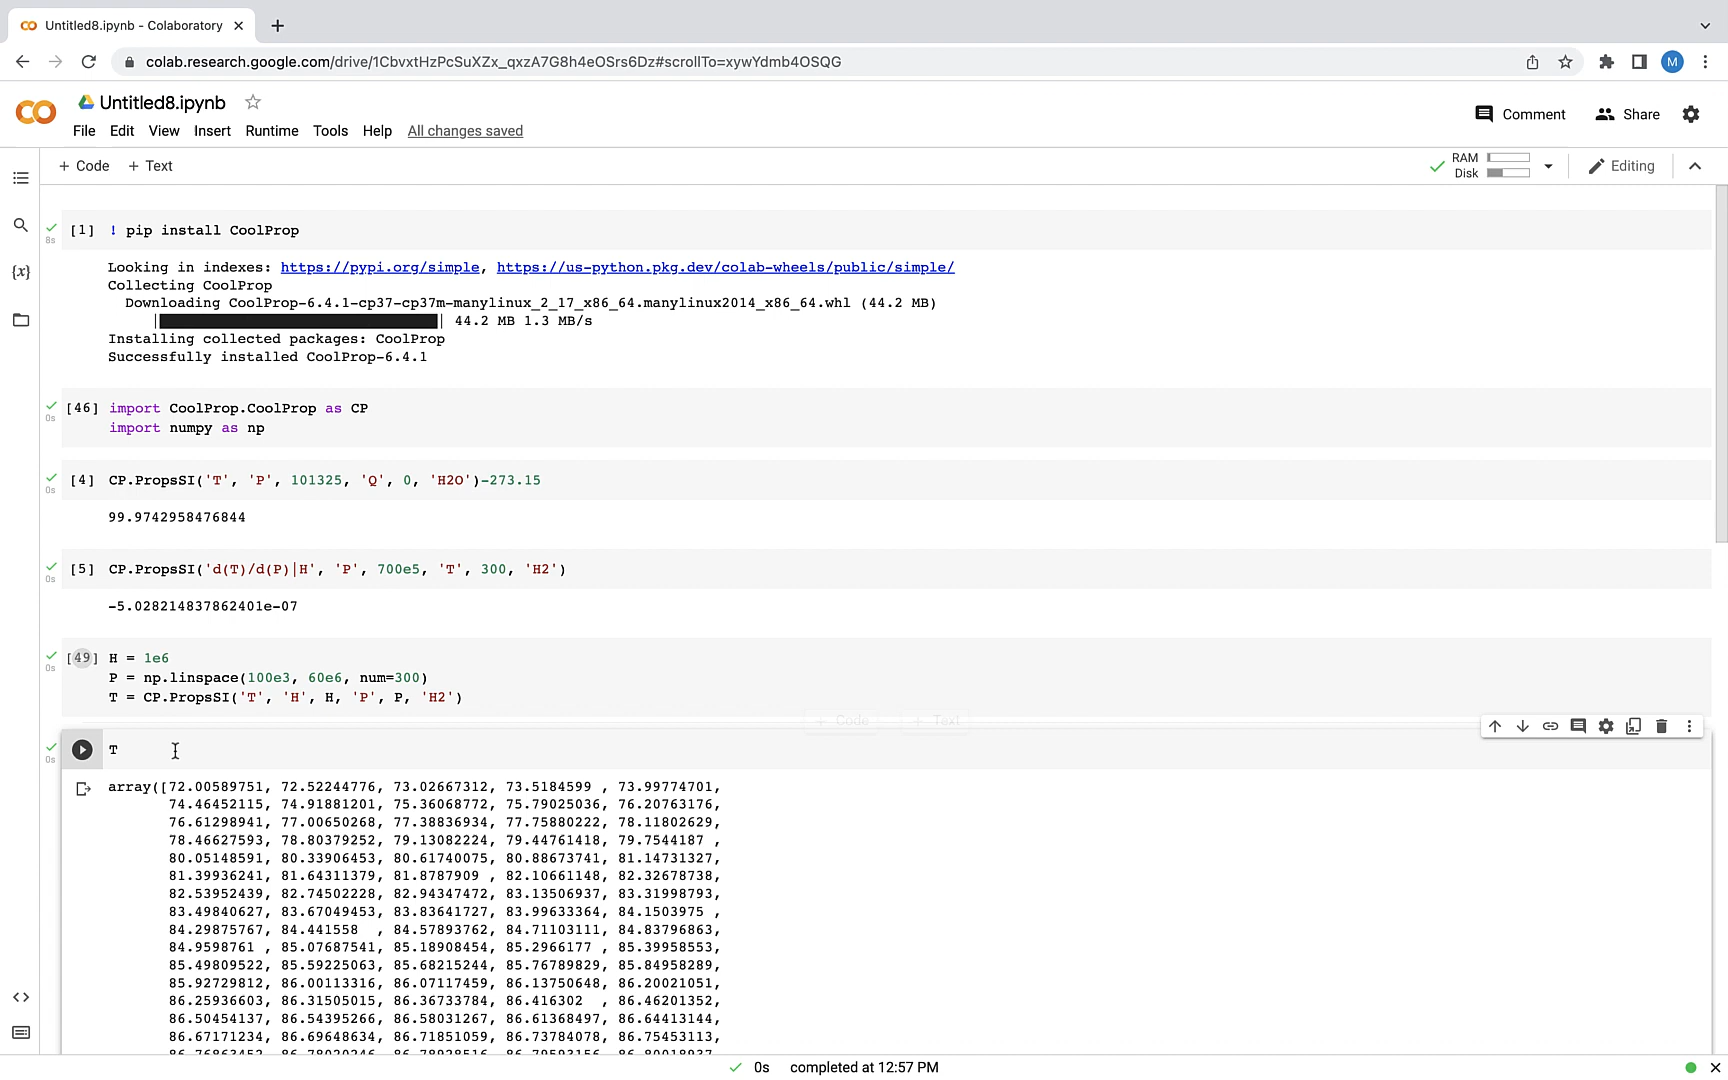 Untitled8.ipynb - Colaboratory
colab.research.google.com/drive/1CbvxtHzPcSuXZx_qxzA7G8h4eOSrs6Dz#scrollTo=xywYdmb4OSQG
M
Untitled8.ipynb
File Edit View Insert Runtime Tools Help All changes saved
Comment Share
+ Code + Text
RAM
Disk
Editing
8s
[1] ! pip install CoolProp
Looking in indexes: https://pypi.org/simple, https://us-python.pkg.dev/colab-wheels/public/simple/
Collecting CoolProp
Downloading CoolProp-6.4.1-cp37-cp37m-manylinux_2_17_x86_64.manylinux2014_x86_64.whl (44.2 MB)
| 44.2 MB 1.3 MB/s
Installing collected packages: CoolProp
Successfully installed CoolProp-6.4.1
0s
[46] import CoolProp.CoolProp as CP
import numpy as np
0s
[4] CP.PropsSI('T', 'P', 101325, 'Q', 0, 'H2O')-273.15
99.9742958476844
0s
[5] CP.PropsSI('d(T)/d(P)|H', 'P', 700e5, 'T', 300, 'H2')
-5.028214837862401e-07
0s
[49] H = 1e6
P = np.linspace(100e3, 60e6, num=300)
T = CP.PropsSI('T', 'H', H, 'P', P, 'H2')
+ Code + Text
0s
T
array([72.00589751, 72.52244776, 73.02667312, 73.5184599 , 73.99774701,
74.46452115, 74.91881201, 75.36068772, 75.79025036, 76.20763176,
76.61298941, 77.00650268, 77.38836934, 77.75880222, 78.11802629,
78.46627593, 78.80379252, 79.13082224, 79.44761418, 79.7544187 ,
80.05148591, 80.33906453, 80.61740075, 80.88673741, 81.14731327,
81.39936241, 81.64311379, 81.8787909 , 82.10661148, 82.32678738,
82.53952439, 82.74502228, 82.94347472, 83.13506937, 83.31998793,
83.49840627, 83.67049453, 83.83641727, 83.99633364, 84.1503975 ,
84.29875767, 84.441558 , 84.57893762, 84.71103111, 84.83796863,
84.9598761 , 85.07687541, 85.18908454, 85.2966177 , 85.39958553,
85.49809522, 85.59225063, 85.68215244, 85.76789829, 85.84958289,
85.92729812, 86.00113316, 86.07117459, 86.13750648, 86.20021051,
86.25936603, 86.31505015, 86.36733784, 86.416302 , 86.46201352,
86.50454137, 86.54395266, 86.58031267, 86.61368497, 86.64413144,
86.67171234, 86.69648634, 86.71851059, 86.73784078, 86.75453113,
0s completed at 12:57 PM